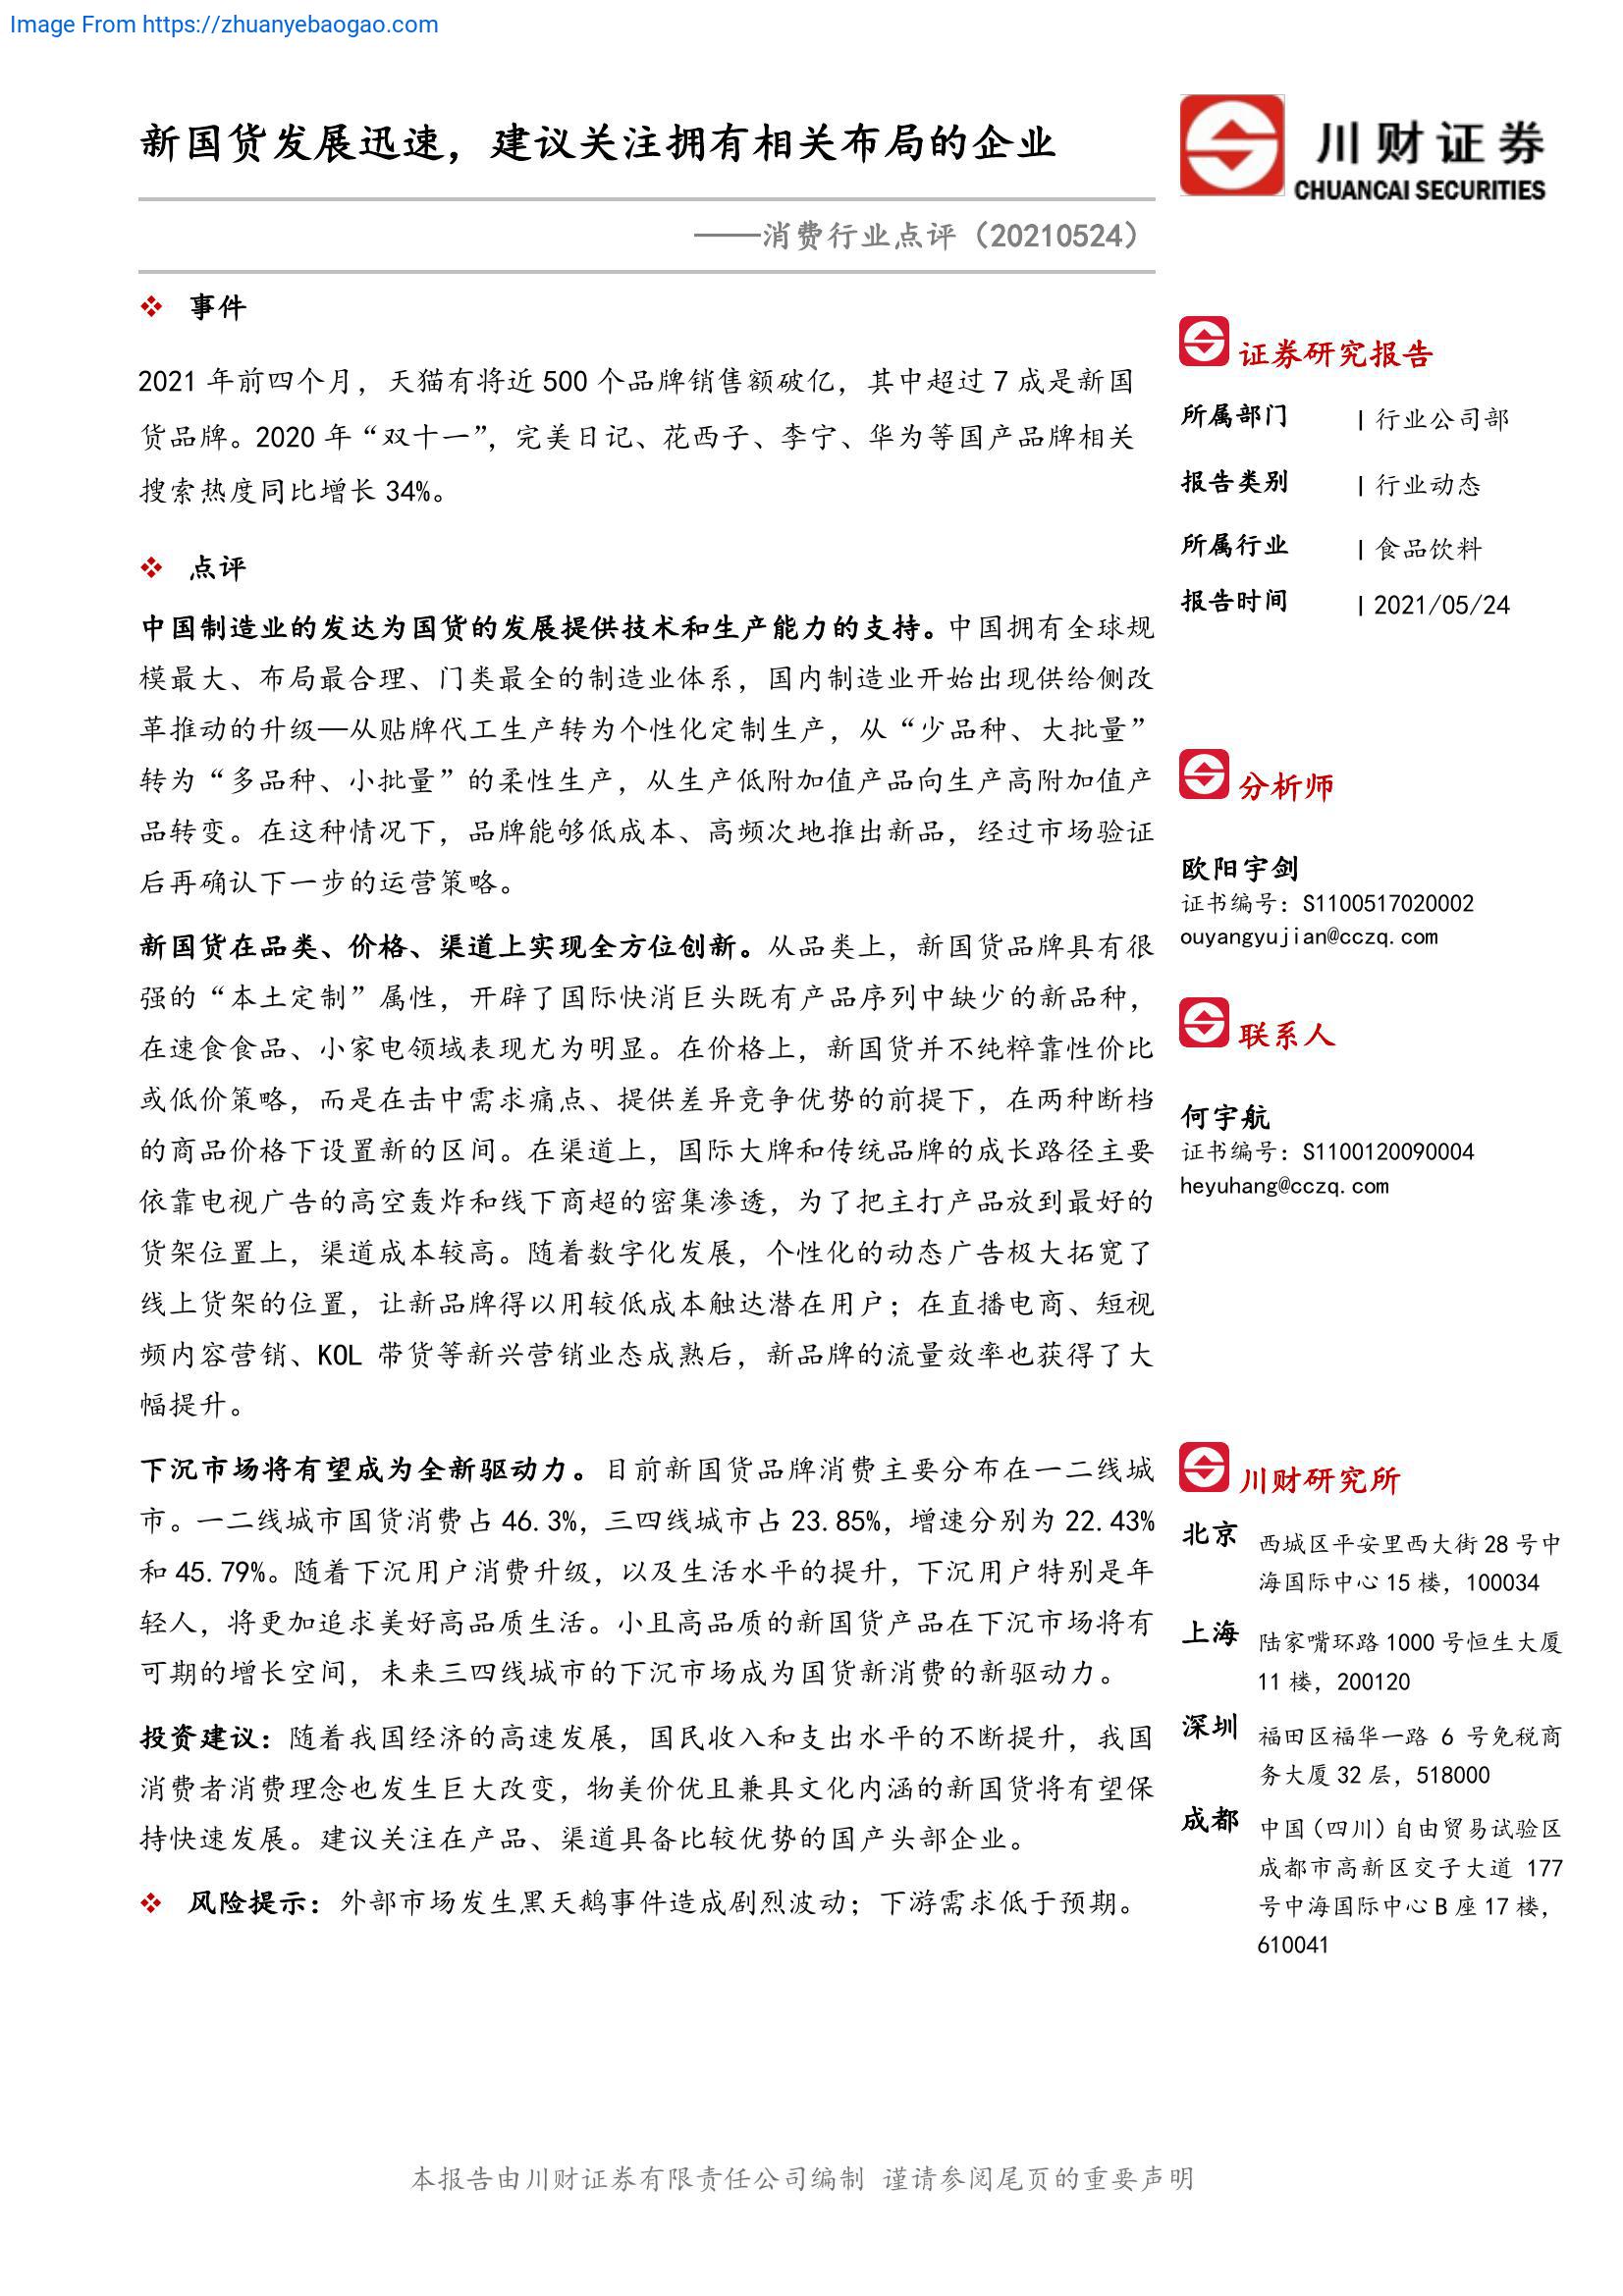 Image From https://zhuanyebaogao.com
新国货发展迅速，建议关注拥有相关布局的企业
——消费行业点评（20210524）
川财证券
CHUANCAI SECURITIES
事件
2021 年前四个月，天猫有将近 500 个品牌销售额破亿，其中超过 7 成是新国
货品牌。2020 年“双十一”，完美日记、花西子、李宁、华为等国产品牌相关
搜索热度同比增长 34%。
点评
中国制造业的发达为国货的发展提供技术和生产能力的支持。中国拥有全球规
模最大、布局最合理、门类最全的制造业体系，国内制造业开始出现供给侧改
革推动的升级—从贴牌代工生产转为个性化定制生产，从“少品种、大批量”
转为“多品种、小批量”的柔性生产，从生产低附加值产品向生产高附加值产
品转变。在这种情况下，品牌能够低成本、高频次地推出新品，经过市场验证
后再确认下一步的运营策略。
新国货在品类、价格、渠道上实现全方位创新。从品类上，新国货品牌具有很
强的“本土定制”属性，开辟了国际快消巨头既有产品序列中缺少的新品种，
在速食食品、小家电领域表现尤为明显。在价格上，新国货并不纯粹靠性价比
或低价策略，而是在击中需求痛点、提供差异竞争优势的前提下，在两种断档
的商品价格下设置新的区间。在渠道上，国际大牌和传统品牌的成长路径主要
依靠电视广告的高空轰炸和线下商超的密集渗透，为了把主打产品放到最好的
货架位置上，渠道成本较高。随着数字化发展，个性化的动态广告极大拓宽了
线上货架的位置，让新品牌得以用较低成本触达潜在用户；在直播电商、短视
频内容营销、KOL 带货等新兴营销业态成熟后，新品牌的流量效率也获得了大
幅提升。
下沉市场将有望成为全新驱动力。目前新国货品牌消费主要分布在一二线城
市。一二线城市国货消费占 46.3%，三四线城市占 23.85%，增速分别为 22.43%
和 45.79%。随着下沉用户消费升级，以及生活水平的提升，下沉用户特别是年
轻人，将更加追求美好高品质生活。小且高品质的新国货产品在下沉市场将有
可期的增长空间，未来三四线城市的下沉市场成为国货新消费的新驱动力。
投资建议：随着我国经济的高速发展，国民收入和支出水平的不断提升，我国
消费者消费理念也发生巨大改变，物美价优且兼具文化内涵的新国货将有望保
持快速发展。建议关注在产品、渠道具备比较优势的国产头部企业。
风险提示：外部市场发生黑天鹅事件造成剧烈波动；下游需求低于预期。
证券研究报告
所属部门 | 行业公司部
报告类别 | 行业动态
所属行业 | 食品饮料
报告时间 | 2021/05/24
分析师
欧阳宇剑
证书编号：S1100517020002
ouyangyujian@cczq.com
联系人
何宇航
证书编号：S1100120090004
heyuhang@cczq.com
川财研究所
北京 西城区平安里西大街 28 号中
海国际中心 15 楼，100034
上海 陆家嘴环路 1000 号恒生大厦
11 楼，200120
深圳 福田区福华一路 6 号免税商
务大厦 32 层，518000
成都 中国（四川）自由贸易试验区
成都市高新区交子大道 177
号中海国际中心 B 座 17 楼，
610041
本报告由川财证券有限责任公司编制 谨请参阅尾页的重要声明